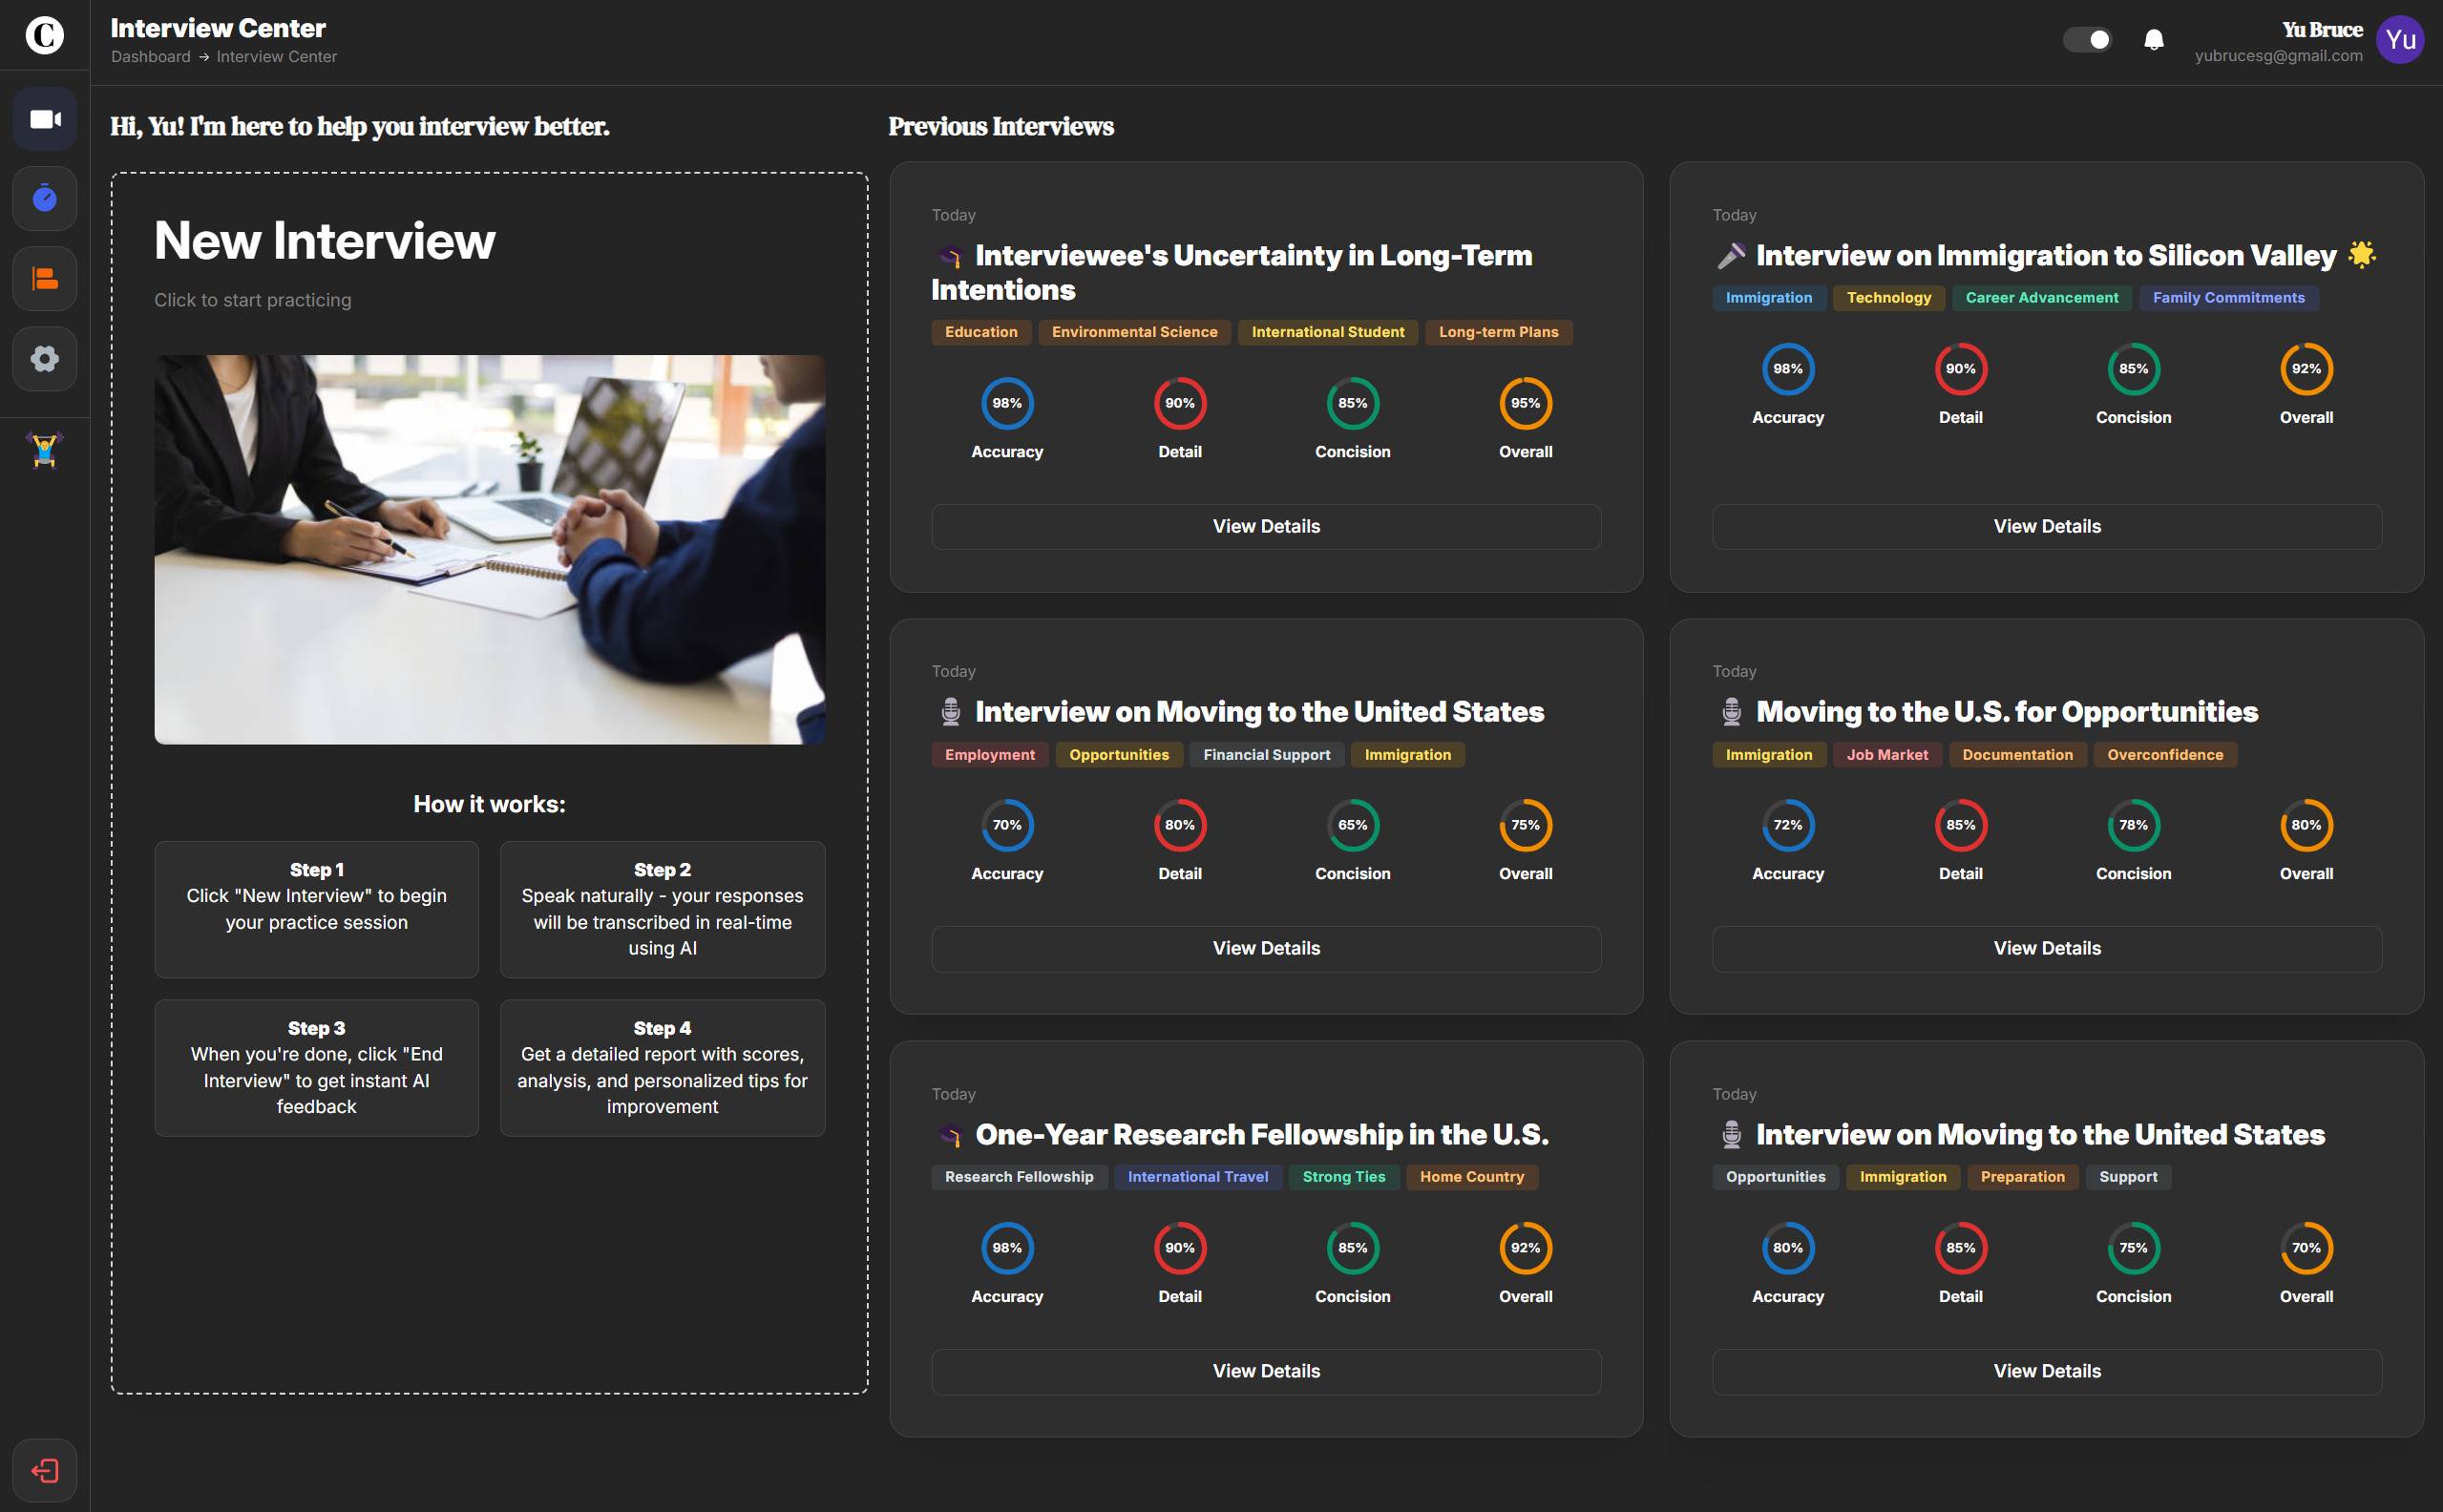 C
Interview Center
Dashboard → Interview Center
Yu Bruce
yubrucesg@gmail.com
Yu
Hi, Yu! I'm here to help you interview better.
New Interview
Click to start practicing
How it works:
Step 1
Click "New Interview" to begin
your practice session
Step 2
Speak naturally - your responses
will be transcribed in real-time
using AI
Step 3
When you're done, click "End
Interview" to get instant AI
feedback
Step 4
Get a detailed report with scores,
analysis, and personalized tips for
improvement
Previous Interviews
Today
🎓 Interviewee's Uncertainty in Long-Term
Intentions
Education Environmental Science International Student Long-term Plans
98% 90% 85% 95%
Accuracy Detail Concision Overall
View Details
Today
🎤 Interview on Immigration to Silicon Valley 🌟
Immigration Technology Career Advancement Family Commitments
98% 90% 85% 92%
Accuracy Detail Concision Overall
View Details
Today
🎙️ Interview on Moving to the United States
Employment Opportunities Financial Support Immigration
70% 80% 65% 75%
Accuracy Detail Concision Overall
View Details
Today
🎙️ Moving to the U.S. for Opportunities
Immigration Job Market Documentation Overconfidence
72% 85% 78% 80%
Accuracy Detail Concision Overall
View Details
Today
🎓 One-Year Research Fellowship in the U.S.
Research Fellowship International Travel Strong Ties Home Country
98% 90% 85% 92%
Accuracy Detail Concision Overall
View Details
Today
🎙️ Interview on Moving to the United States
Opportunities Immigration Preparation Support
80% 85% 75% 70%
Accuracy Detail Concision Overall
View Details